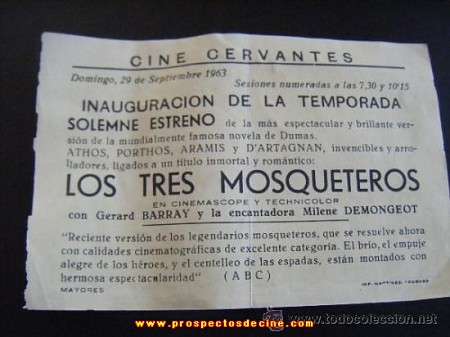 CINE CERVANTES
Domingo, 29 de Septiembre 1963
Sesiones numeradas a las 7,30 y 10'15
INAUGURACION DE LA TEMPORADA
SOLEMNE ESTRENO de la más espectacular y brillante ver-
sión de la mundialmente famosa novela de Dumas.
ATHOS, PORTHOS, ARAMIS y D'ARTAGNAN, invencibles y arro-
lladores, ligados a un título inmortal y romántico:
LOS TRES MOSQUETEROS
EN CINEMASCOPE Y TECHNICOLOR
con Gerard BARRAY y la encantadora Milene DEMONGEOT
"Reciente versión de los legendarios mosqueteros, que se resuelve ahora
con calidades cinematográficas de excelente categoría. El brío, el empuje
alegre de los héroes, y el centelleo de las espadas, están montados con
hermosa espectacularidad" (ABC)
MAYORES
IMP. MARTINEZ
www.prospectosdecine.com
www.todocoleccion.net